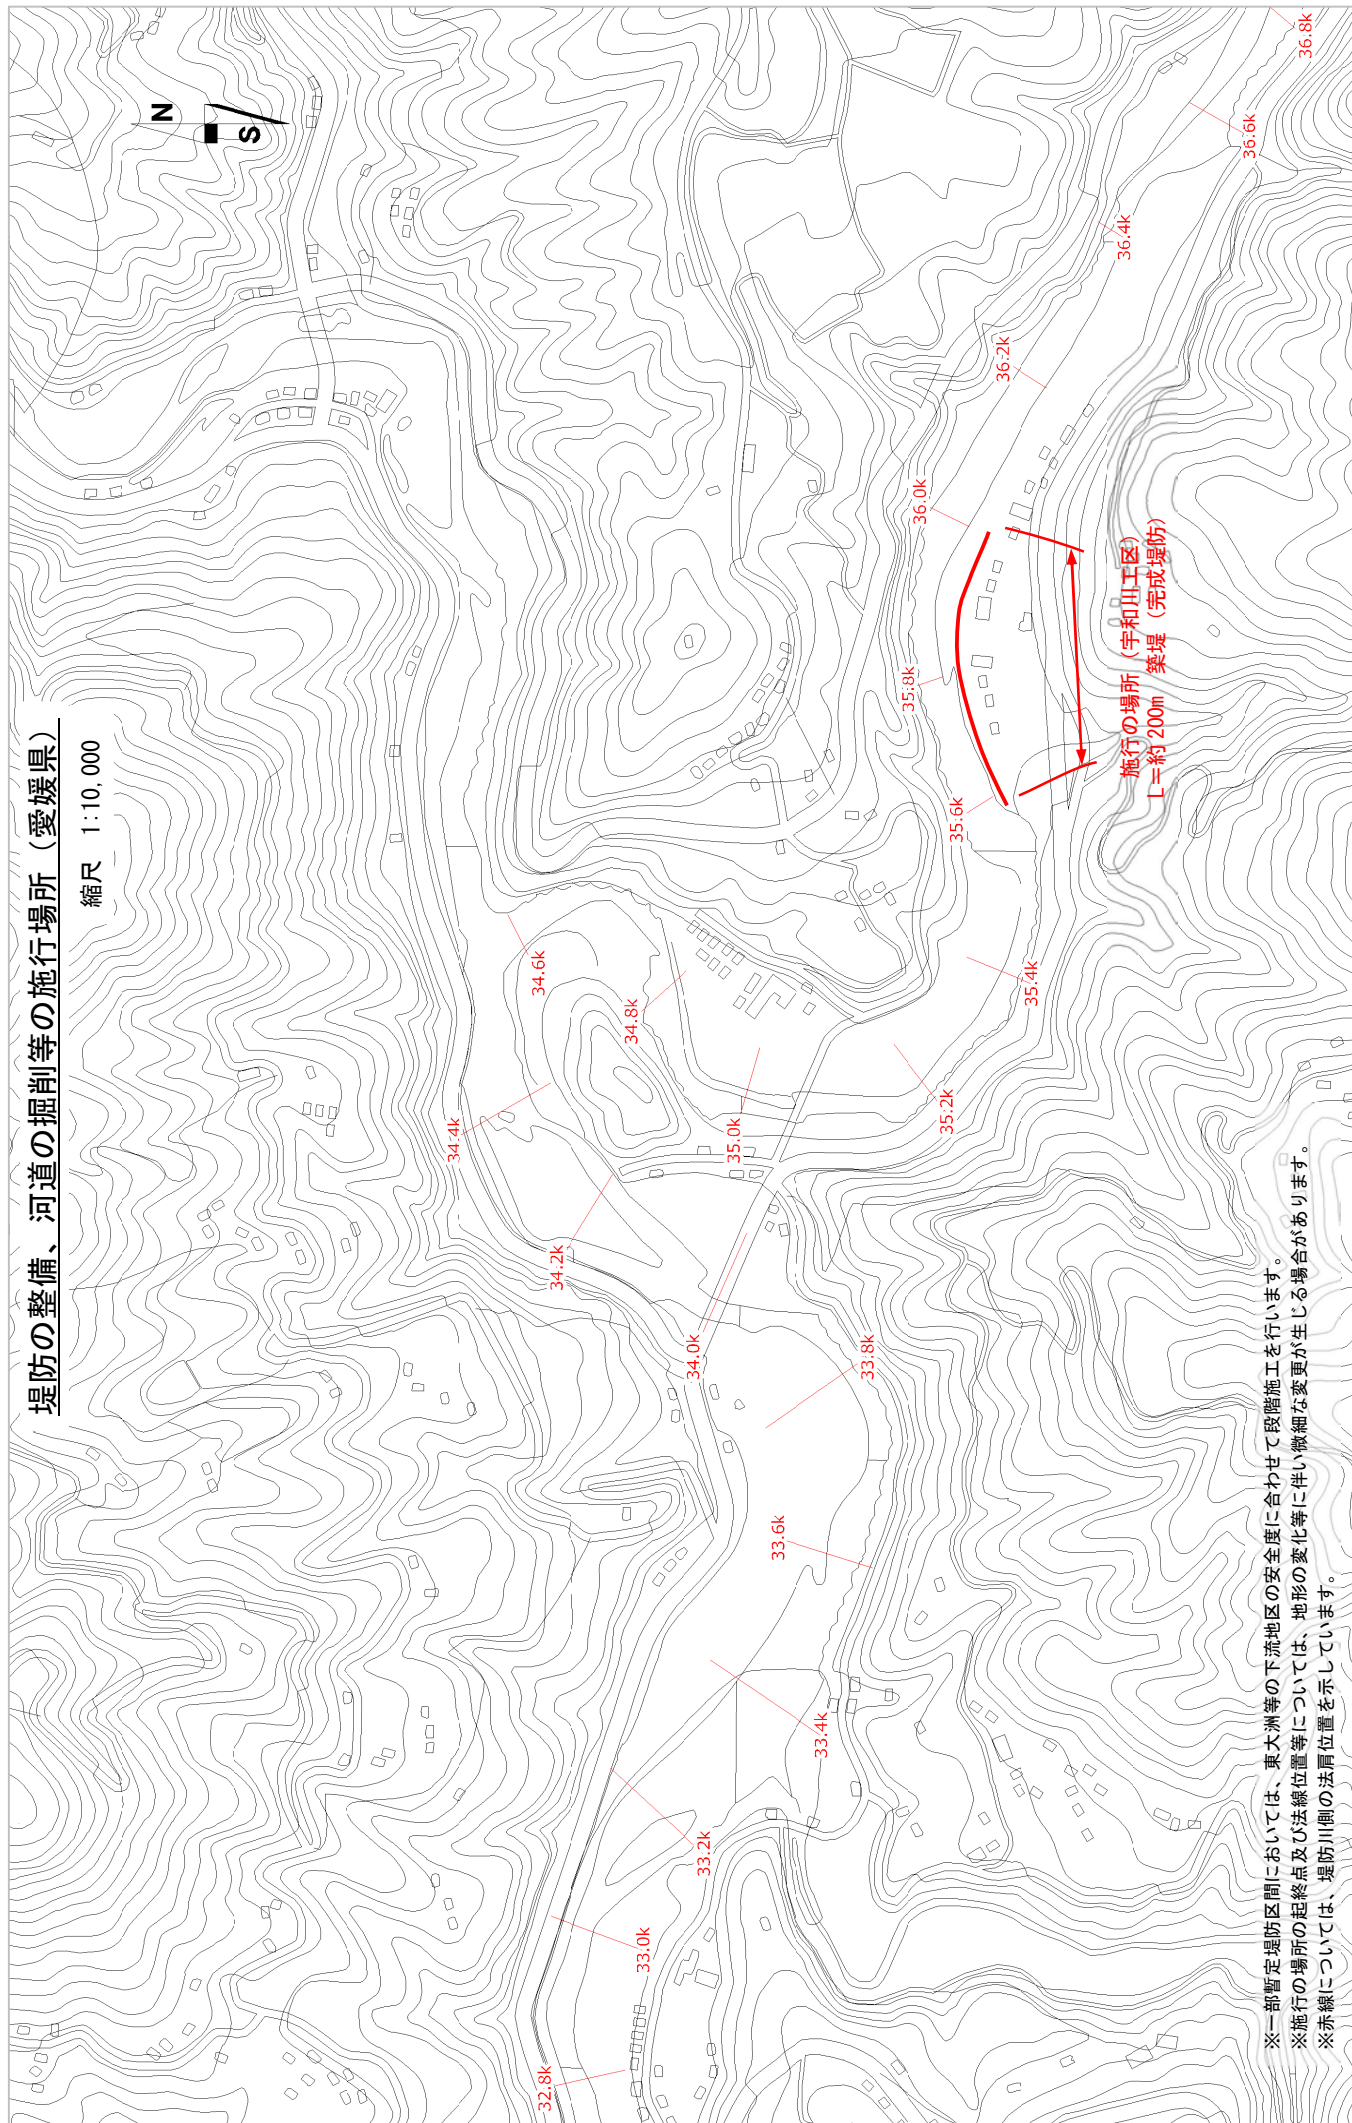 堤防の整備、河道の掘削等の施行場所（愛媛県）
縮尺　1:10,000
N
S
32.8k
33.0k
33.2k
33.4k
33.6k
33.8k
34.0k
34.2k
34.4k
34.6k
34.8k
35.0k
35.2k
35.4k
35.6k
35.8k
36.0k
36.2k
36.4k
36.6k
36.8k
施行の場所（宇和川工区）
L＝約200m　築堤（完成堤防）
※一部暫定堤防区間においては、東大洲等の下流地区の安全度に合わせて段階施工を行います。
※施行の場所の起終点及び法線位置等については、地形の変化等に伴い微細な変更が生じる場合があります。
※赤線については、堤防川側の法肩位置を示しています。